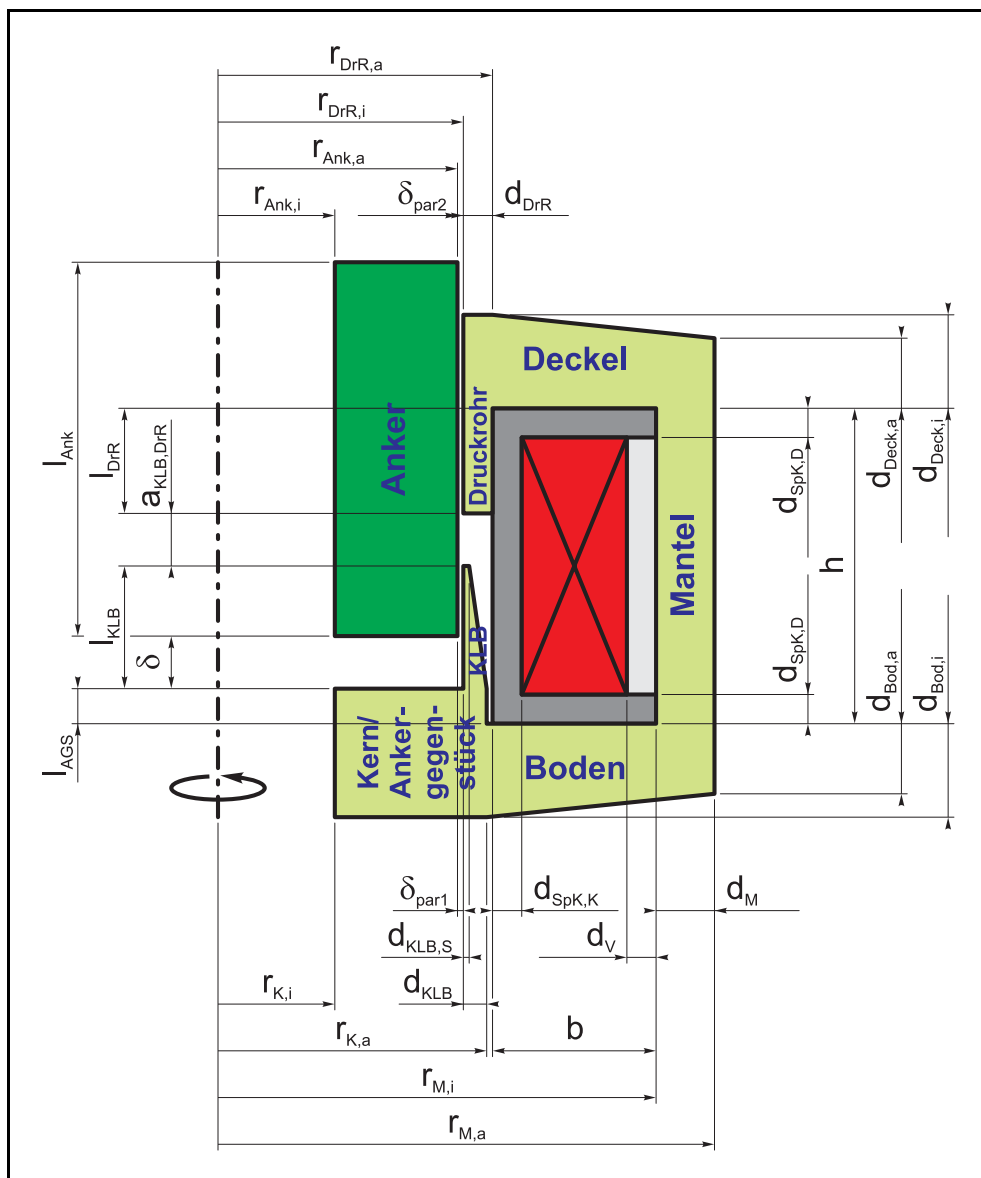 r_DrR,a
r_DrR,i
r_Ank,a
r_Ank,i
δ_par2
d_DrR
Deckel
Druckrohr
Anker
KLB
Mantel
Kern/
Anker-
gegen-
stück
Boden
l_Ank
l_DrR
a_KLB,DrR
l_KLB
δ
l_AGS
h
d_SpK,D
d_SpK,D
d_Deck,a
d_Deck,i
d_Bod,a
d_Bod,i
δ_par1
d_SpK,K
d_M
d_KLB,S
d_V
r_K,i
d_KLB
r_K,a
b
r_M,i
r_M,a